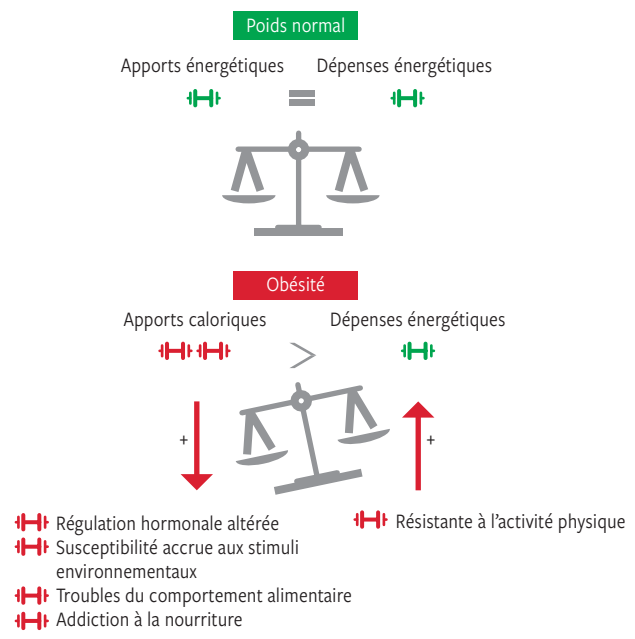 Poids normal
Apports énergétiques Dépenses énergétiques
=
Obésité
Apports caloriques Dépenses énergétiques
>
+ +
Régulation hormonale altérée
Résistante à l'activité physique
Susceptibilité accrue aux stimuli
environnementaux
Troubles du comportement alimentaire
Addiction à la nourriture